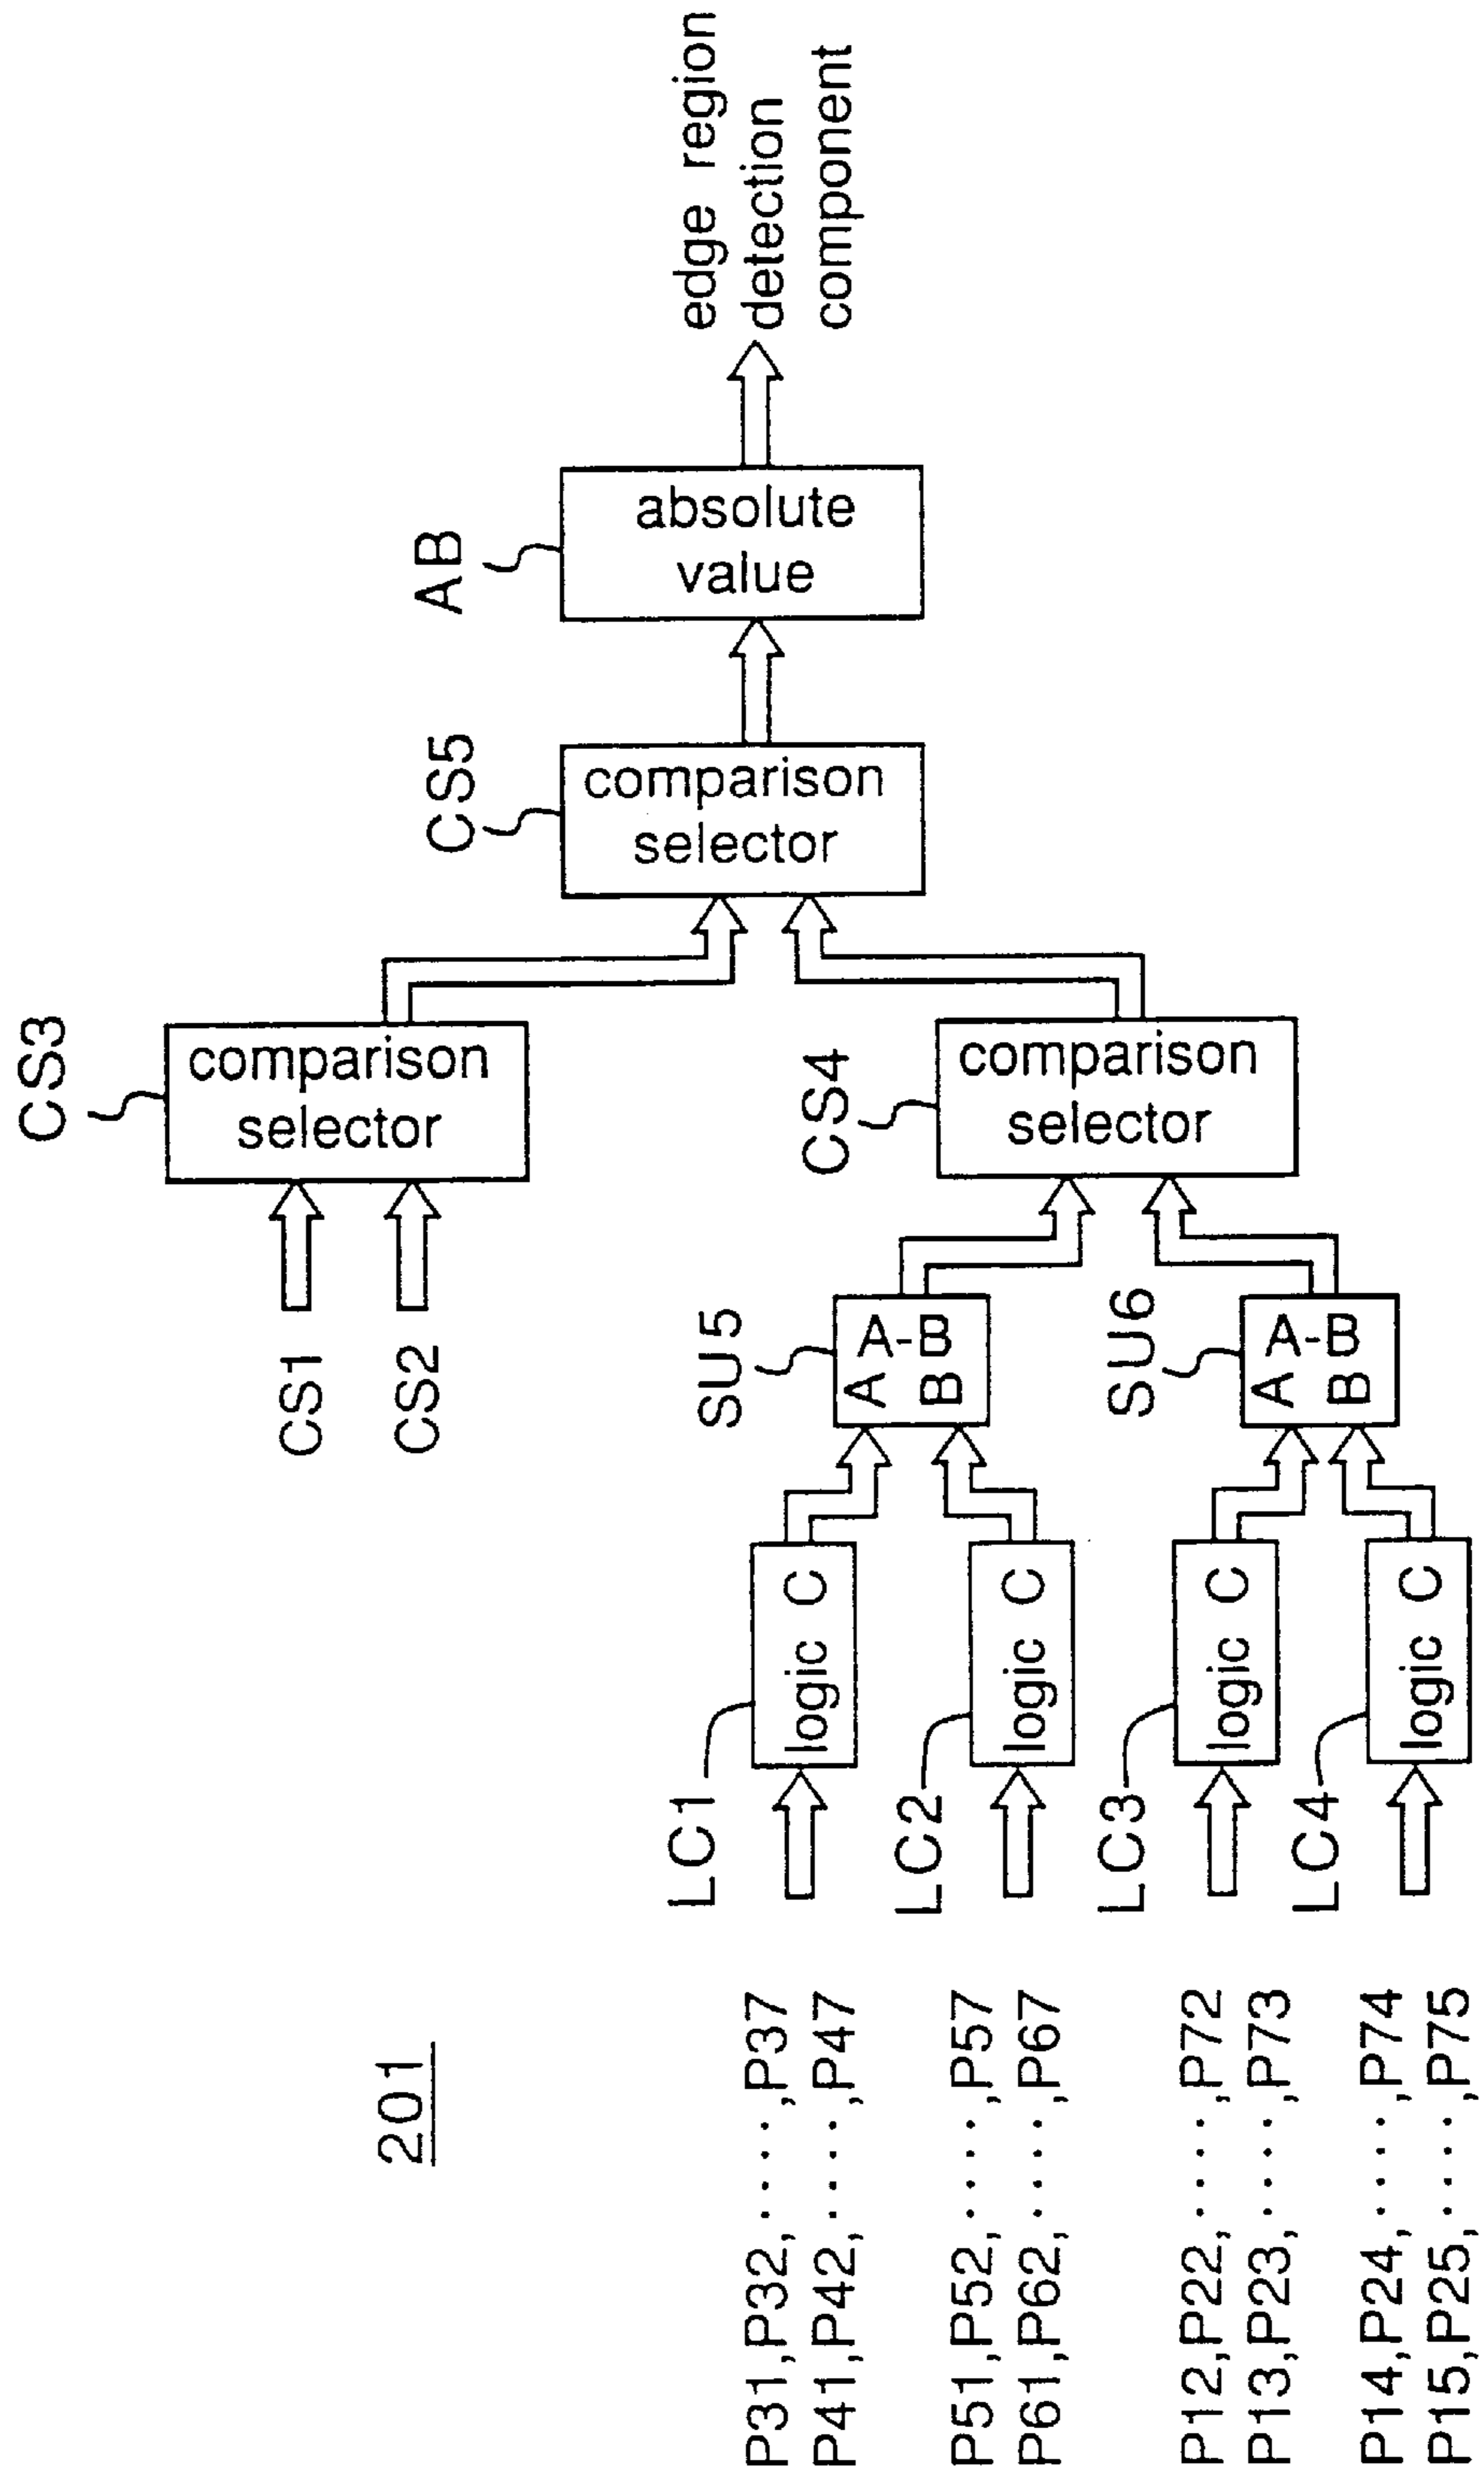 201
CS1
CS2
CS3
comparison
selector
P31,P32,·····,P37
P41,P42,·····,P47
LC1
logic C
P51,P52,·····,P57
P61,P62,·····,P67
LC2
logic C
SU5
A A-B
B
P12,P22,·····,P72
P13,P23,·····,P73
LC3
logic C
P14,P24,·····,P74
P15,P25,·····,P75
LC4
logic C
SU6
A A-B
B
CS4
comparison
selector
CS5
comparison
selector
AB
absolute
value
edge region
detection
component